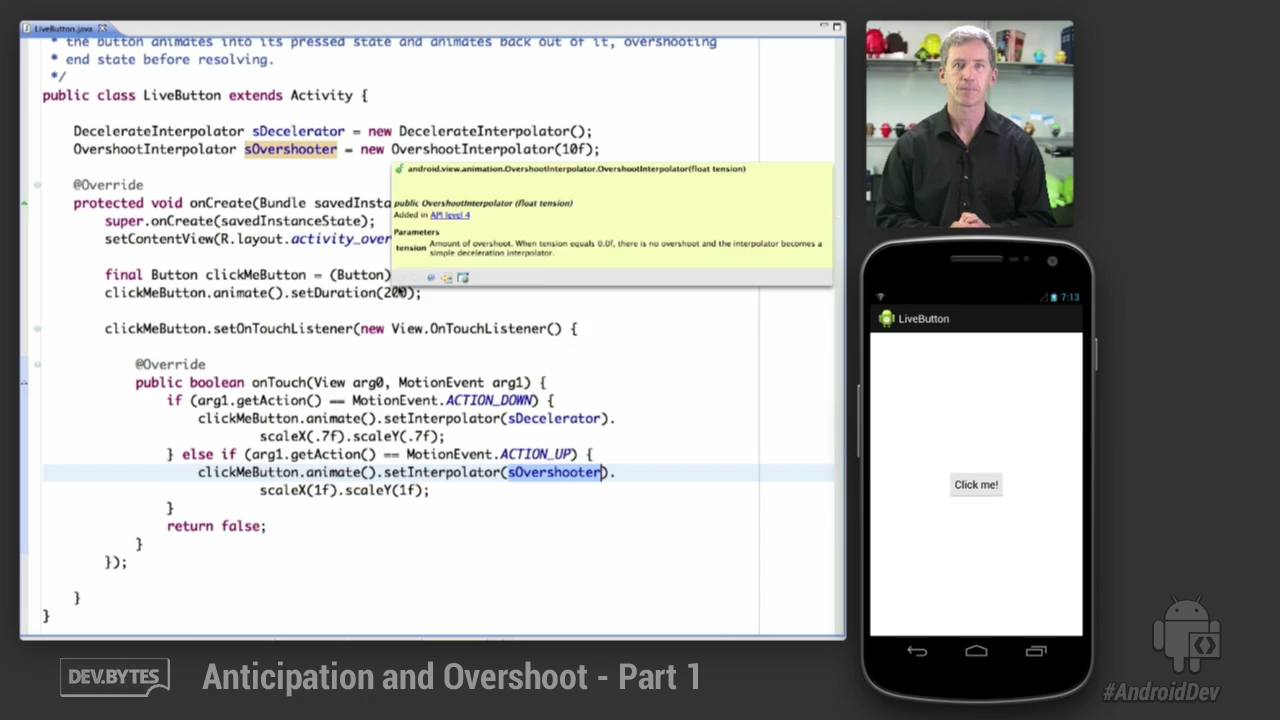 LiveButton.java
* the button animates into its pressed state and animates back out of it, overshooting
* end state before resolving.
*/
public class LiveButton extends Activity {
DecelerateInterpolator sDecelerator = new DecelerateInterpolator();
OvershootInterpolator sOvershooter = new OvershootInterpolator(10f);
android.view.animation.OvershootInterpolator.OvershootInterpolator(float tension)
@Override
protected void onCreate(Bundle savedInsta
public OvershootInterpolator (float tension)
super.onCreate(savedInstanceState);
Added in API level 4
Parameters
setContentView(R.layout.activity_over
tension Amount of overshoot. When tension equals 0.0f, there is no overshoot and the interpolator becomes a
simple deceleration interpolator.
final Button clickMeButton = (Button)
clickMeButton.animate().setDuration(200);
clickMeButton.setOnTouchListener(new View.OnTouchListener() {
@Override
public boolean onTouch(View arg0, MotionEvent arg1) {
if (arg1.getAction() == MotionEvent.ACTION_DOWN) {
clickMeButton.animate().setInterpolator(sDecelerator).
scaleX(.7f).scaleY(.7f);
} else if (arg1.getAction() == MotionEvent.ACTION_UP) {
clickMeButton.animate().setInterpolator(sOvershooter).
scaleX(1f).scaleY(1f);
}
return false;
}
});
}
}
7:13
LiveButton
Click me!
DEV.BYTES
Anticipation and Overshoot - Part 1
#AndroidDev